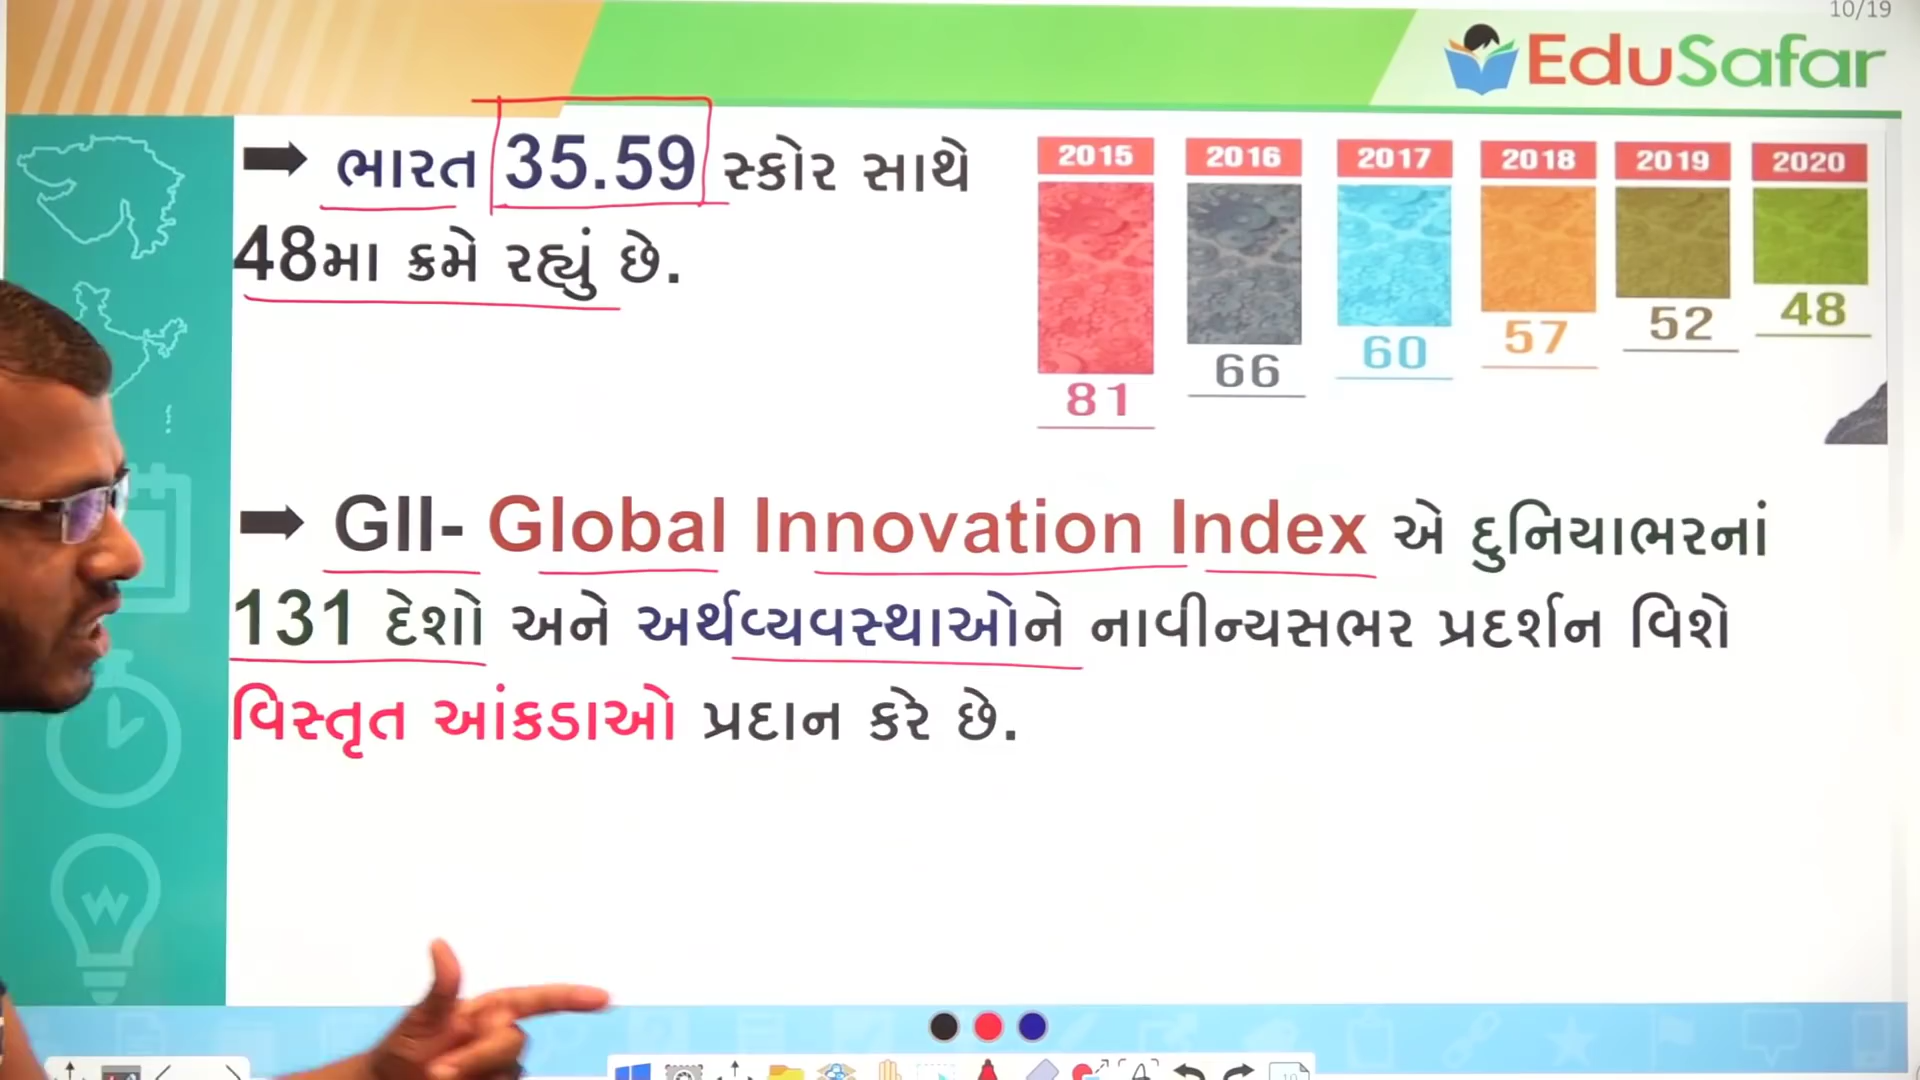 10/19
EduSafar
➡ ભારત 35.59 સ્કોર સાથે
48મા ક્રમે રહ્યું છે.
2015 2016 2017 2018 2019 2020
81 66 60 57 52 48
➡ GII- Global Innovation Index એ દુનિયાભરનાં
131 દેશો અને અર્થવ્યવસ્થાઓને નાવીન્યસભર પ્રદર્શન વિશે
વિસ્તૃત આંકડાઓ પ્રદાન કરે છે.